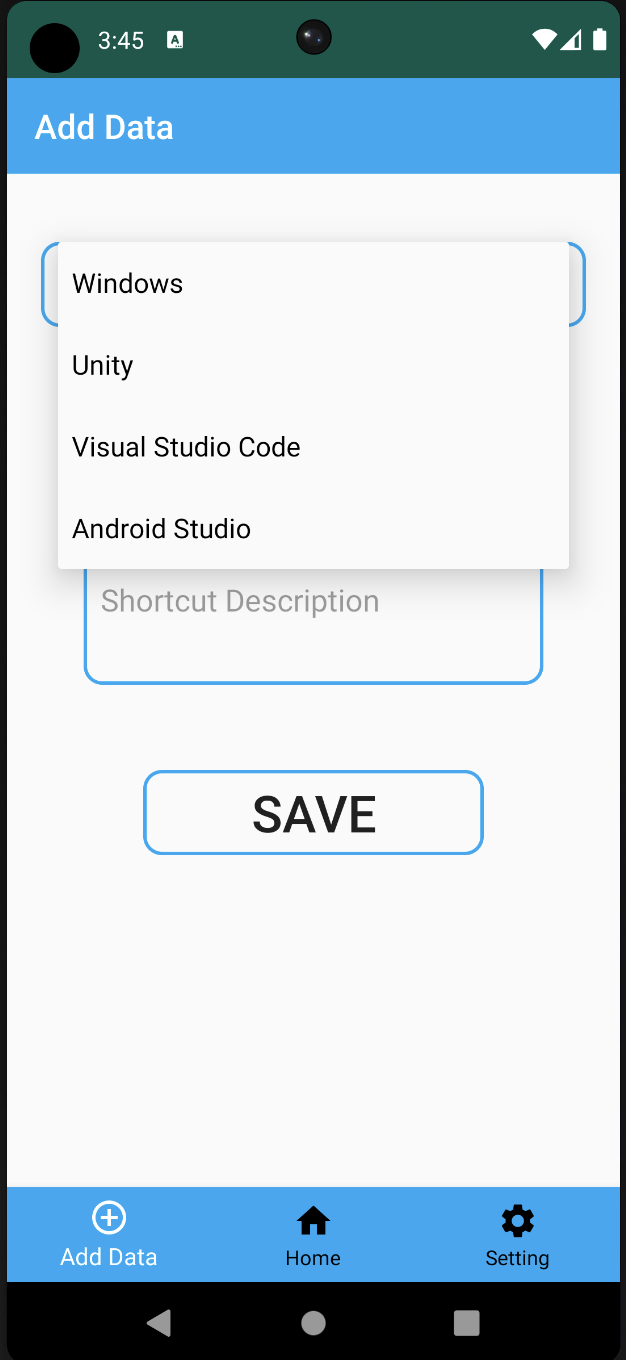 3:45
Add Data
Windows
Unity
Visual Studio Code
Android Studio
Shortcut Description
SAVE
Add Data
Home
Setting